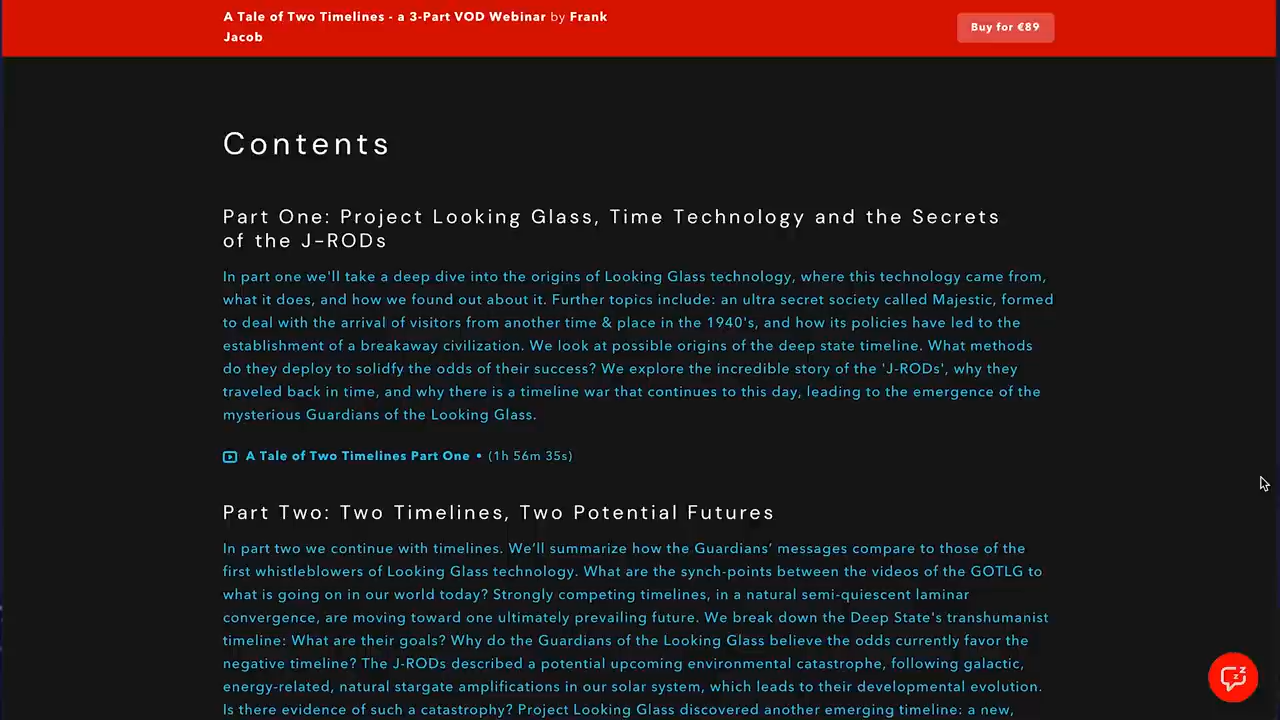 A Tale of Two Timelines - a 3-Part VOD Webinar by Frank
Jacob
Buy for €89
Contents
Part One: Project Looking Glass, Time Technology and the Secrets
of the J-RODs
In part one we'll take a deep dive into the origins of Looking Glass technology, where this technology came from,
what it does, and how we found out about it. Further topics include: an ultra secret society called Majestic, formed
to deal with the arrival of visitors from another time & place in the 1940's, and how its policies have led to the
establishment of a breakaway civilization. We look at possible origins of the deep state timeline. What methods
do they deploy to solidfy the odds of their success? We explore the incredible story of the 'J-RODs', why they
traveled back in time, and why there is a timeline war that continues to this day, leading to the emergence of the
mysterious Guardians of the Looking Glass.
A Tale of Two Timelines Part One • (1h 56m 35s)
Part Two: Two Timelines, Two Potential Futures
In part two we continue with timelines. We’ll summarize how the Guardians’ messages compare to those of the
first whistleblowers of Looking Glass technology. What are the synch-points between the videos of the GOTLG to
what is going on in our world today? Strongly competing timelines, in a natural semi-quiescent laminar
convergence, are moving toward one ultimately prevailing future. We break down the Deep State's transhumanist
timeline: What are their goals? Why do the Guardians of the Looking Glass believe the odds currently favor the
negative timeline? The J-RODs described a potential upcoming environmental catastrophe, following galactic,
energy-related, natural stargate amplifications in our solar system, which leads to their developmental evolution.
Is there evidence of such a catastrophy? Project Looking Glass discovered another emerging timeline: a new,